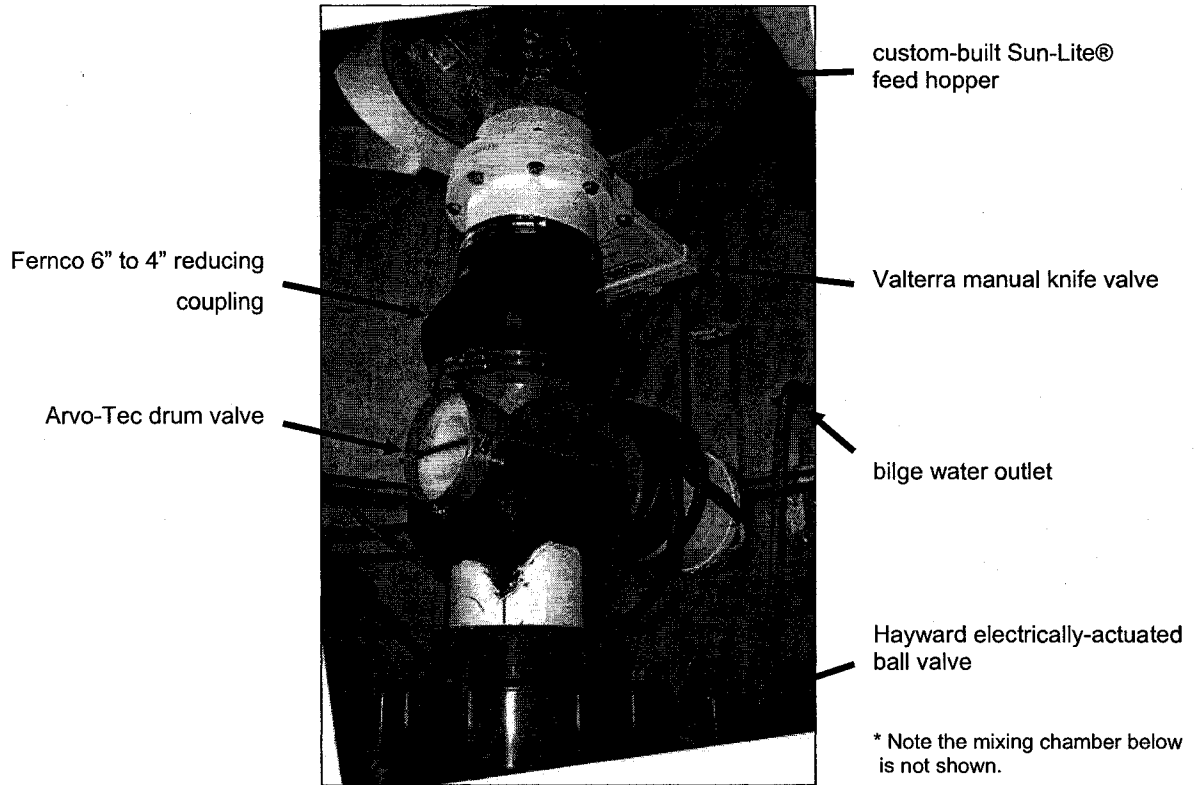 custom-built Sun-Lite®
feed hopper
Fernco 6” to 4” reducing
coupling
Valterra manual knife valve
Arvo-Tec drum valve
bilge water outlet
Hayward electrically-actuated
ball valve
* Note the mixing chamber below
is not shown.